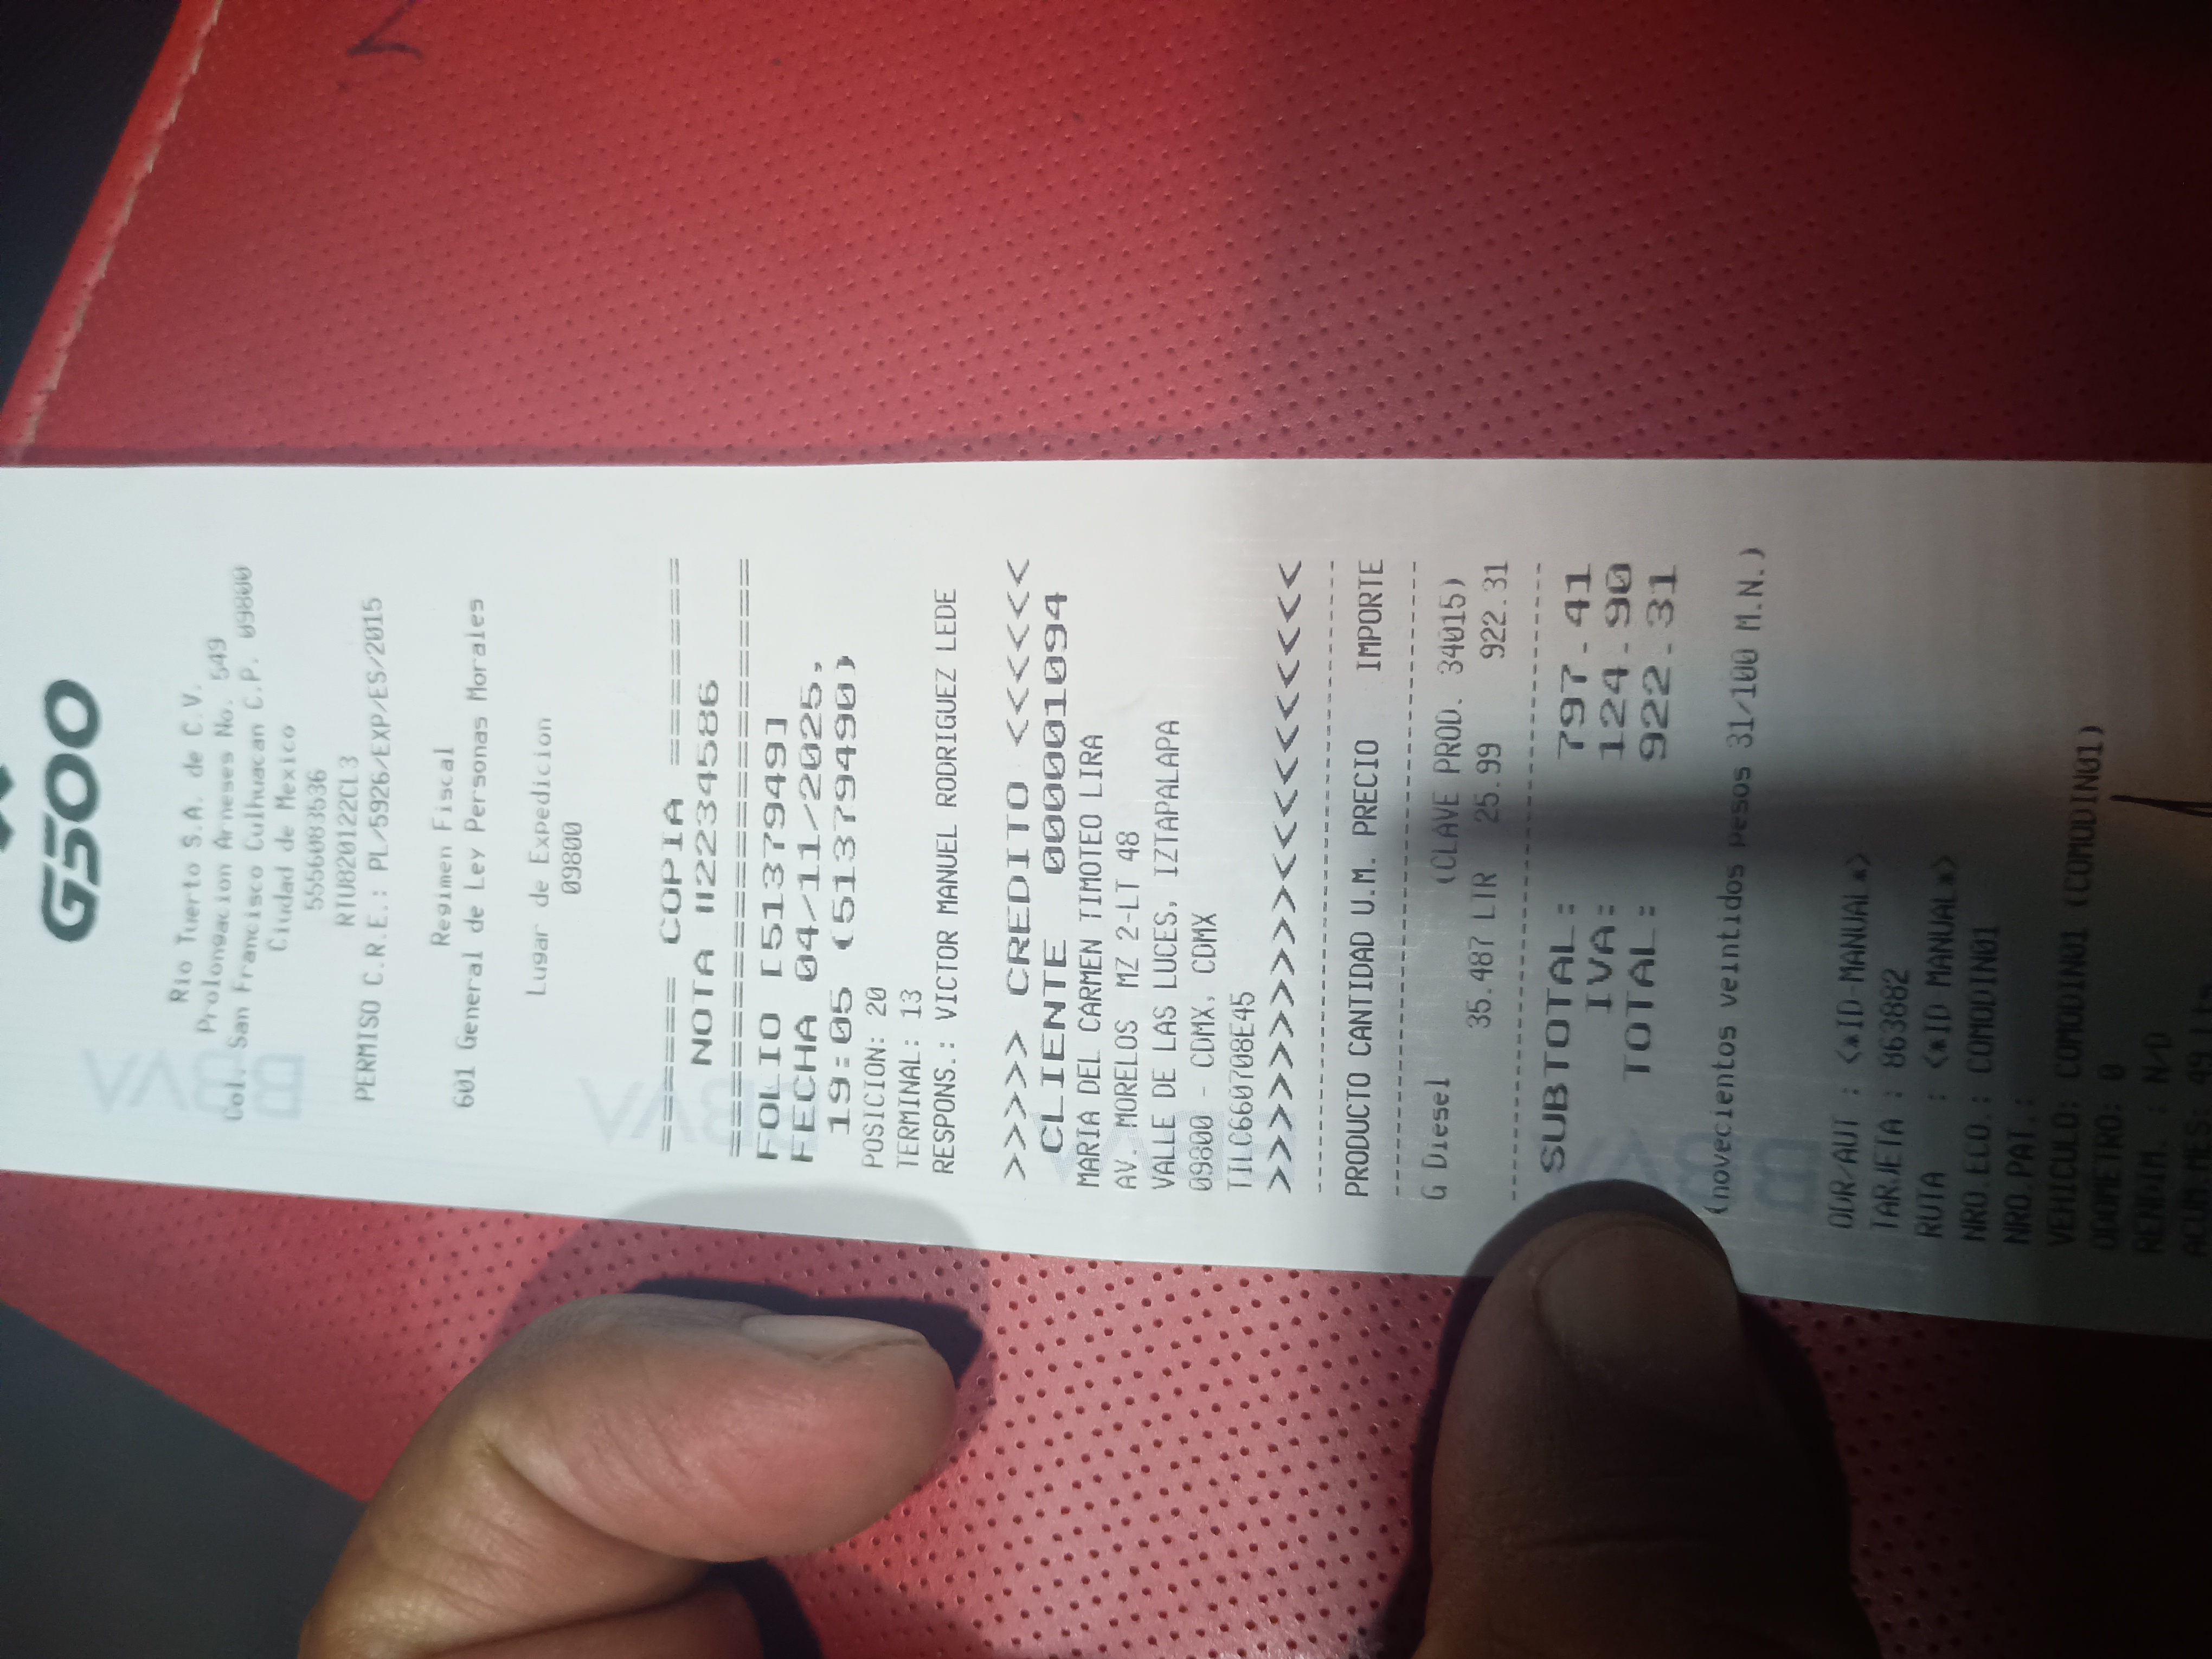 G500
Rio Tuerto S.A. de C.V.
Prolongacion Arneses No. 549
Col. San Francisco Culhuacan C.P. 09800
Ciudad de Mexico
5556083536
RTU820122CL3
PERMISO C.R.E.: PL/5926/EXP/ES/2015
Regimen Fiscal
601 General de Ley Personas Morales
Lugar de Expedicion
09800
====== COPIA ======
NOTA
==================
FOLIO [51379491]
FECHA 04/11/2025,
19:05 (51379490)
POSICION: 20
TERMINAL: 13
RESPONS.: VICTOR MANUEL RODRIGUEZ LEDE
>>>>> CREDITO <<<<<
CLIENTE 0000001094
MARIA DEL CARMEN TIMOTEO LIRA
AV. MORELOS MZ 2-LT 48
VALLE DE LAS LUCES, IZTAPALAPA
09800 - CDMX, CDMX
TILC660708E45
>>>>>>>>><<<<<<<<<
PRODUCTO CANTIDAD U.M. PRECIO IMPORTE
G Diesel (CLAVE PROD. 34015)
35.487 LTR 25.99 922.31
SUBTOTAL: 797.41
IVA: 124.90
TOTAL: 922.31
(novecientos veintidos pesos 31/100 M.N.)
ODR/AUT : <*ID-MANUAL*>
TARJETA : 863882
RUTA : <*ID MANUAL*>
NRO.ECO.: COMODIN01
NRO.PAT.:
VEHICULO: COMODIN01 (COMODIN01)
ODOMETRO: 0
RENDIM.: N/D
BBVA
BBVA
BBVA